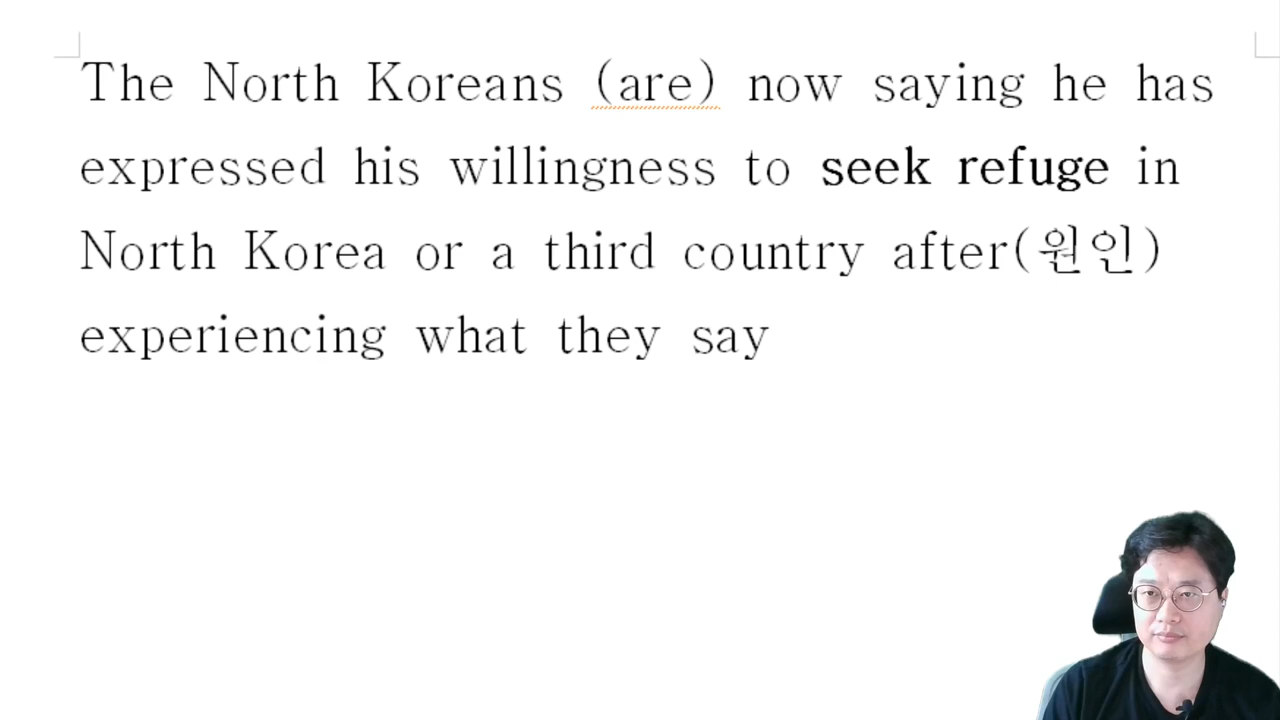 The North Koreans (are) now saying he has
expressed his willingness to seek refuge in
North Korea or a third country after(원인)
experiencing what they say